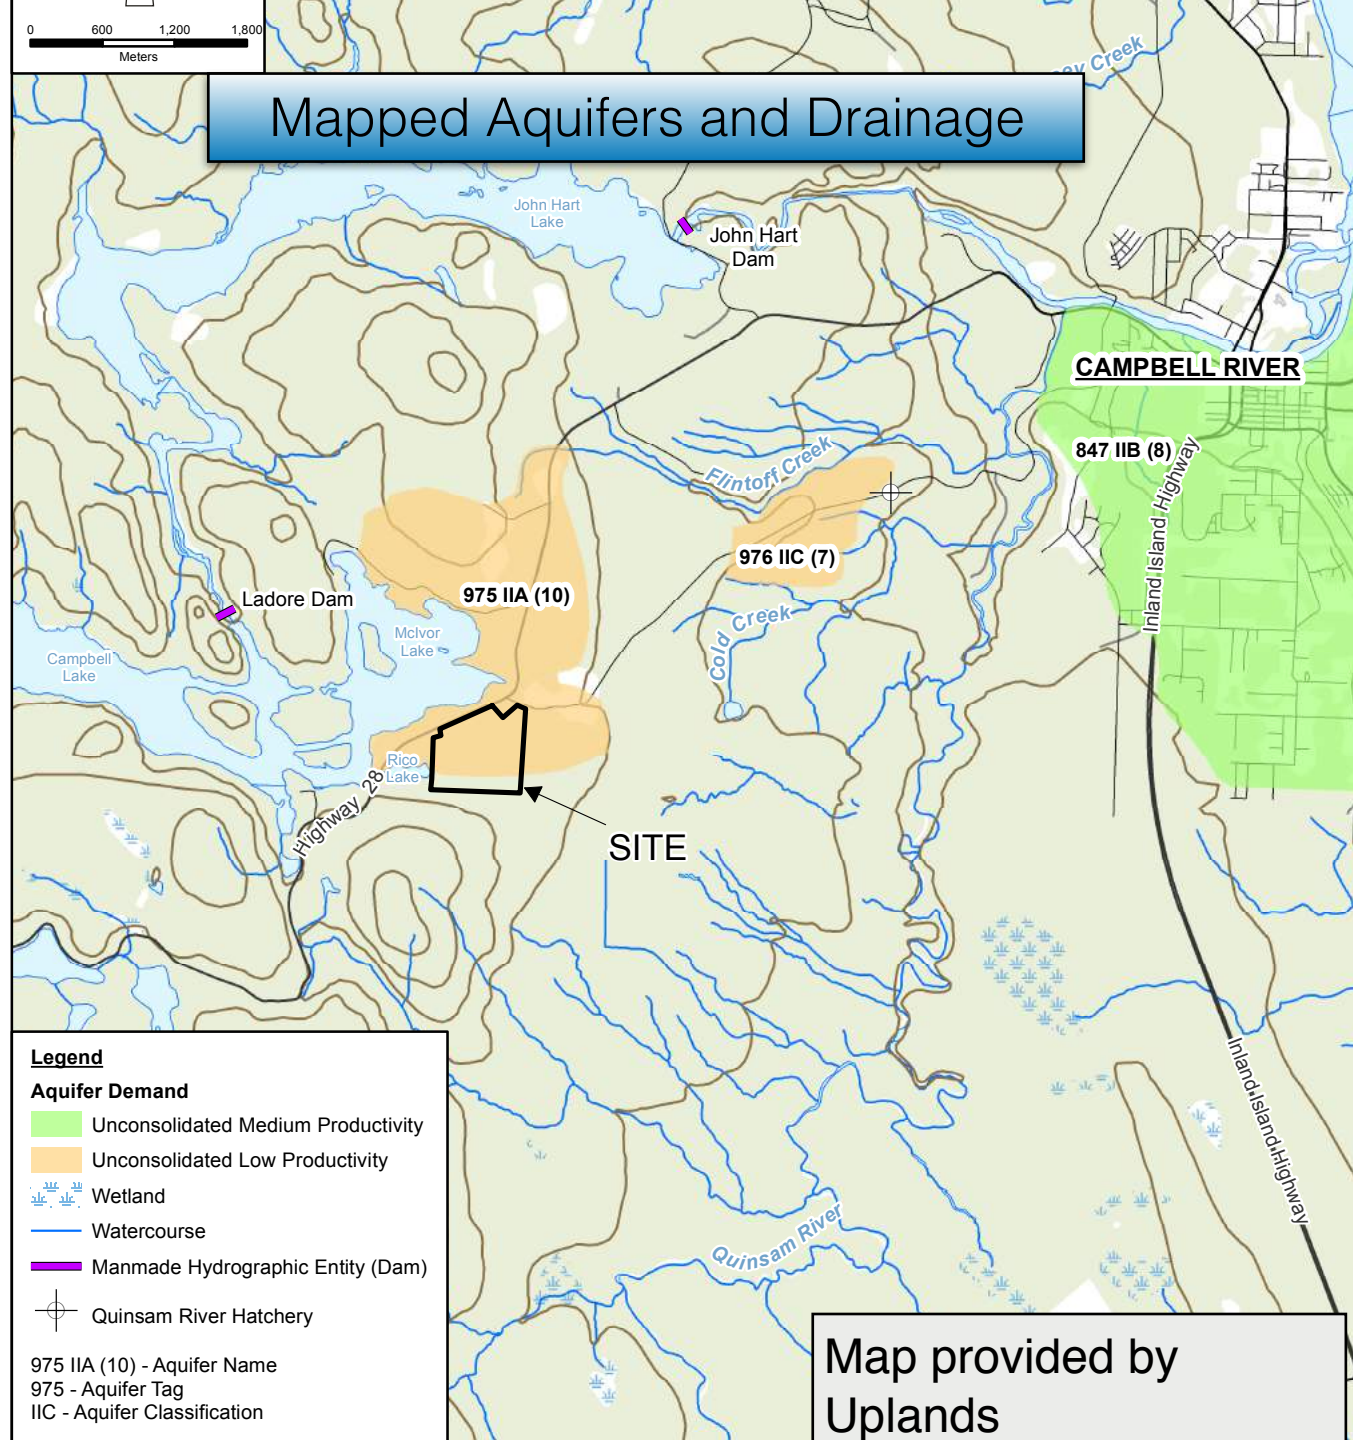 0 600 1,200 1,800
Meters
Mapped Aquifers and Drainage
Creek
John Hart
Lake
John Hart
Dam
CAMPBELL RIVER
847 IIB (8)
Inland Island Highway
Flintoff Creek
976 IIC (7)
975 IIA (10)
Ladore Dam
McIvor
Lake
Campbell
Lake
Cold Creek
Rico
Lake
Highway 28
SITE
Inland Island Highway
Quinsam River
Legend
Aquifer Demand
Unconsolidated Medium Productivity
Unconsolidated Low Productivity
Wetland
Watercourse
Manmade Hydrographic Entity (Dam)
Quinsam River Hatchery
975 IIA (10) - Aquifer Name
975 - Aquifer Tag
IIC - Aquifer Classification
Map provided by
Uplands